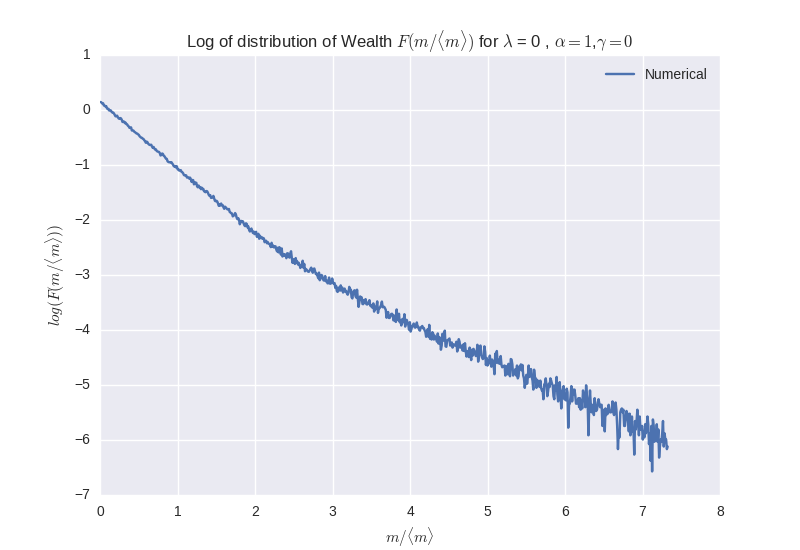 Log of distribution of Wealth F(m/⟨m⟩) for λ = 0 , α = 1,γ = 0
1
0
−1
−2
−3
−4
−5
−6
−7
log(F(m/⟨m⟩))
Numerical
0 1 2 3 4 5 6 7 8
m/⟨m⟩